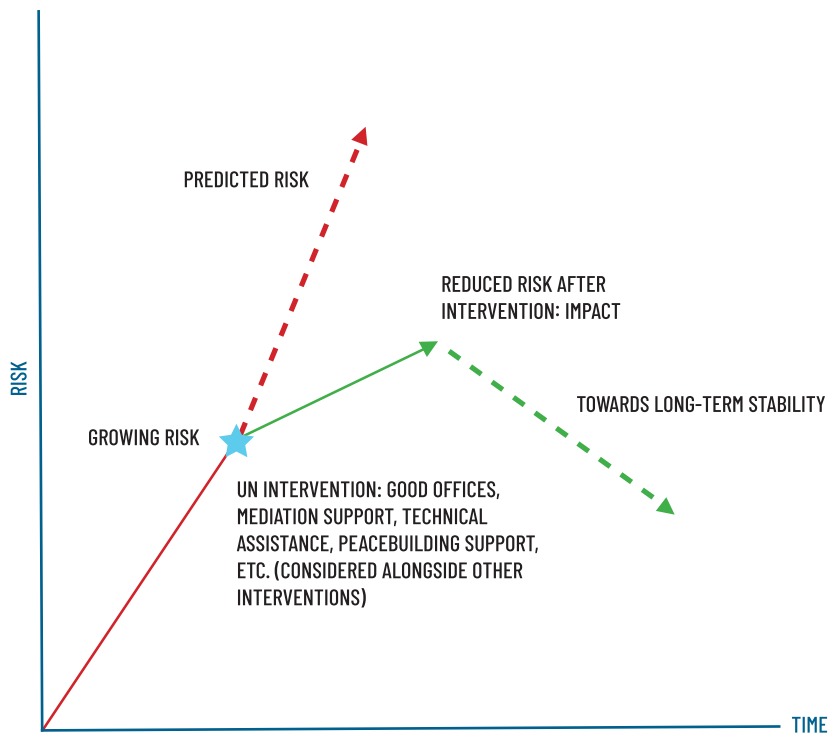 PREDICTED RISK
REDUCED RISK AFTER
INTERVENTION: IMPACT
RISK
TOWARDS LONG-TERM STABILITY
GROWING RISK
UN INTERVENTION: GOOD OFFICES,
MEDIATION SUPPORT, TECHNICAL
ASSISTANCE, PEACEBUILDING SUPPORT,
ETC. (CONSIDERED ALONGSIDE OTHER
INTERVENTIONS)
TIME